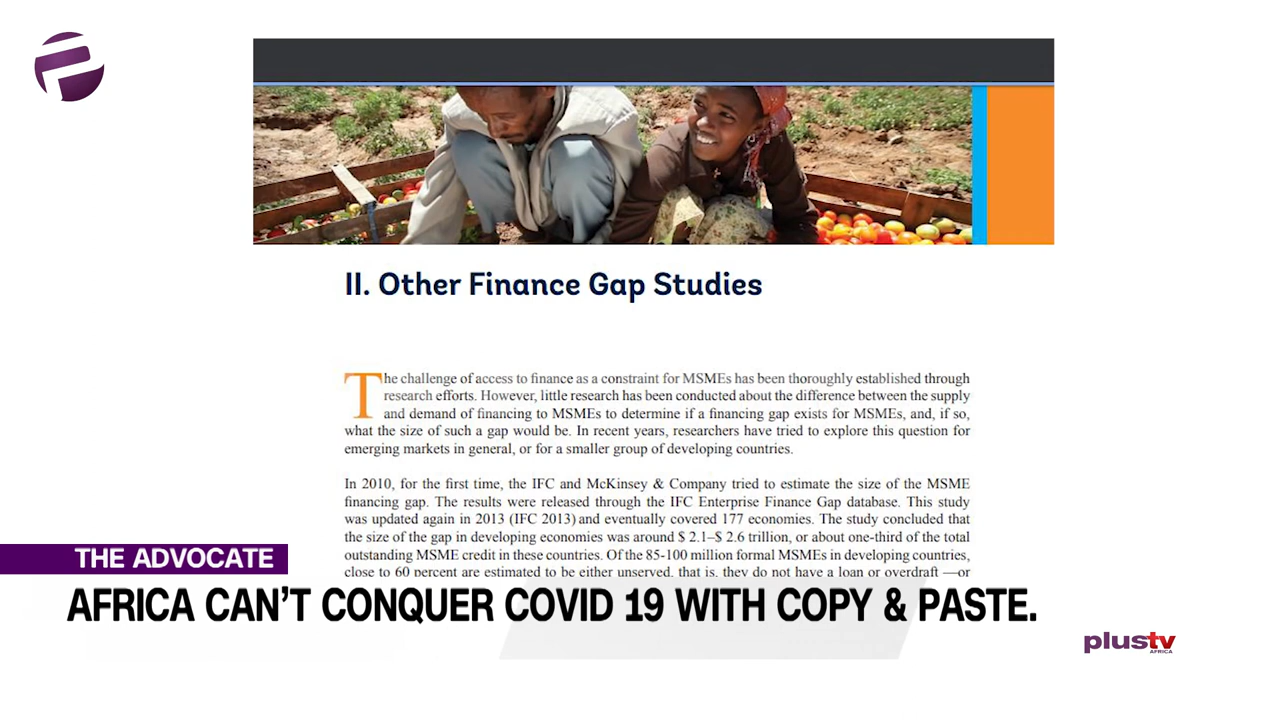 II. Other Finance Gap Studies
The challenge of access to finance as a constraint for MSMEs has been thoroughly established through
research efforts. However, little research has been conducted about the difference between the supply
and demand of financing to MSMEs to determine if a financing gap exists for MSMEs, and, if so,
what the size of such a gap would be. In recent years, researchers have tried to explore this question for
emerging markets in general, or for a smaller group of developing countries.
In 2010, for the first time, the IFC and McKinsey & Company tried to estimate the size of the MSME
financing gap. The results were released through the IFC Enterprise Finance Gap database. This study
was updated again in 2013 (IFC 2013) and eventually covered 177 economies. The study concluded that
the size of the gap in developing economies was around $ 2.1–$ 2.6 trillion, or about one-third of the total
outstanding MSME credit in these countries. Of the 85-100 million formal MSMEs in developing countries,
close to 60 percent are estimated to be either unserved, that is, they do not have a loan or overdraft —or
THE ADVOCATE
AFRICA CAN'T CONQUER COVID 19 WITH COPY & PASTE.
plustv
AFRICA